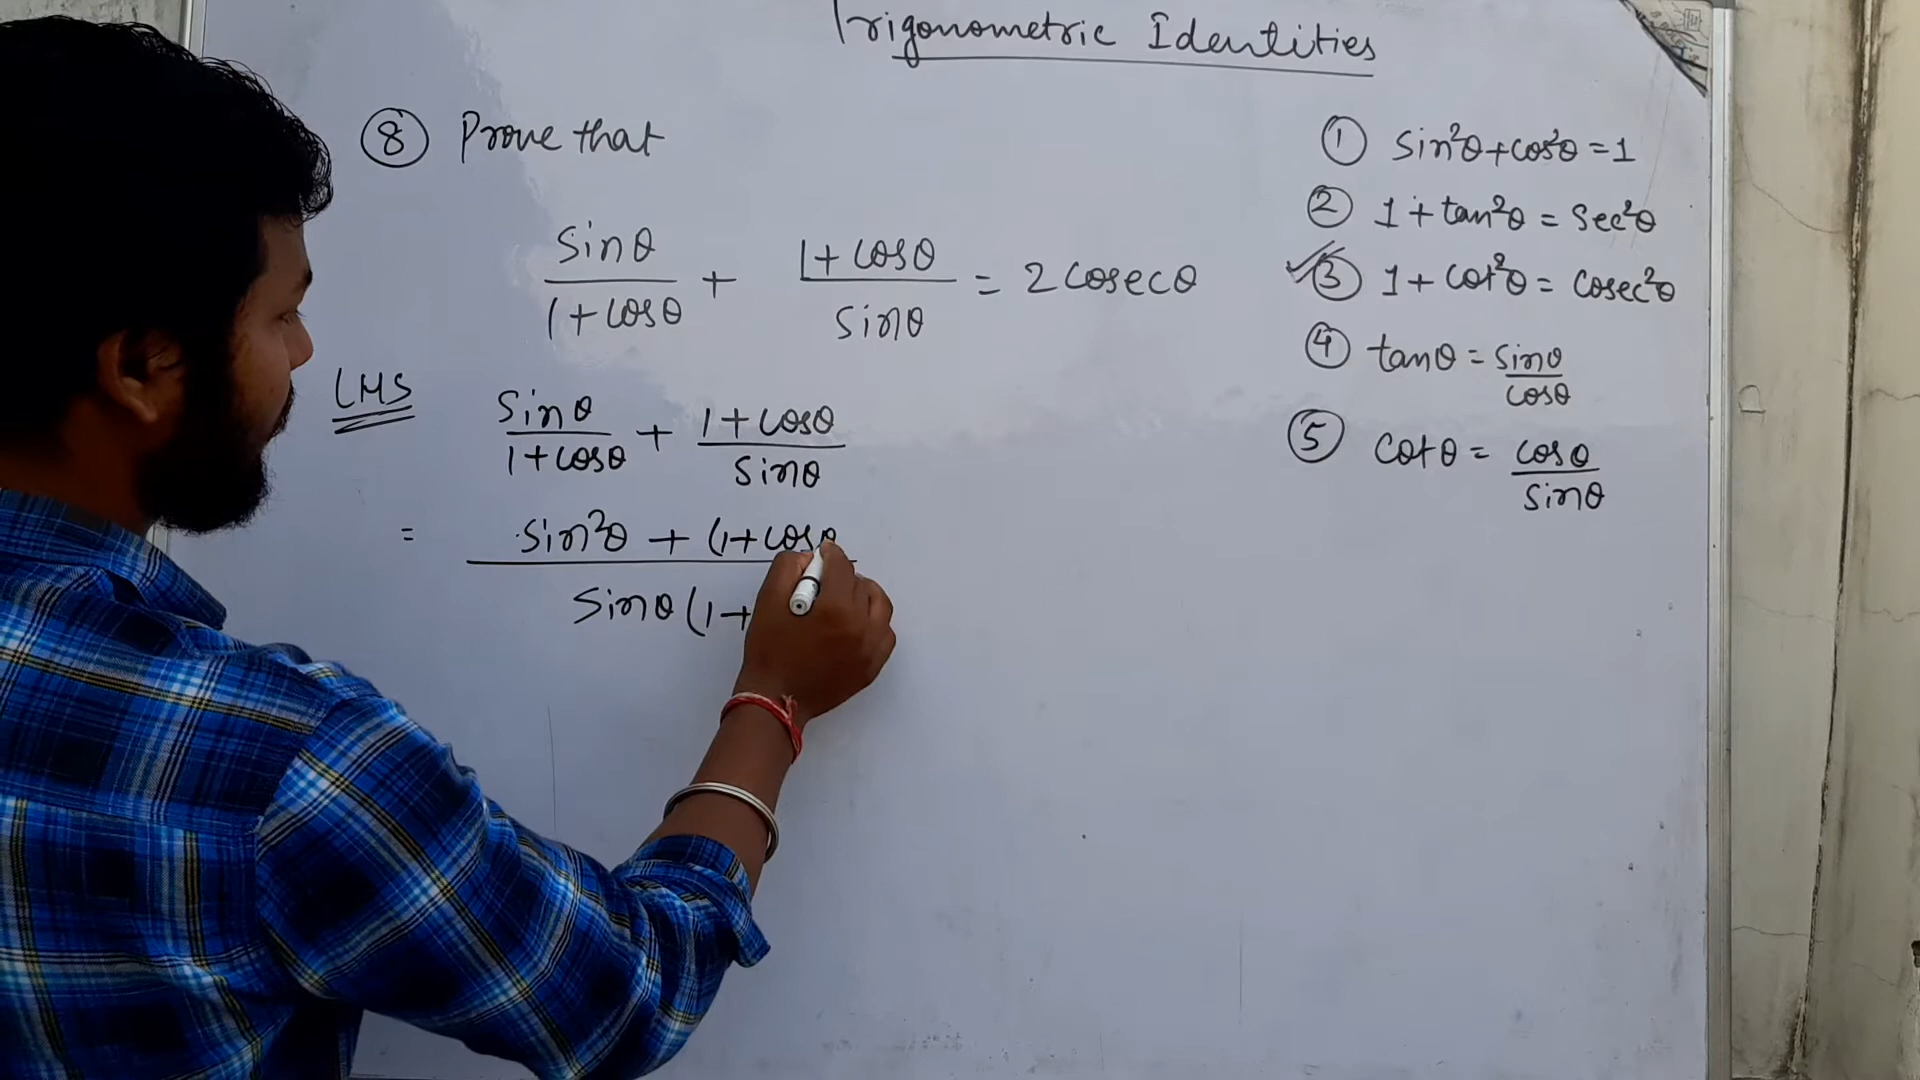 Trigonometric Identities
⑧ Prove that
sinθ/1+cosθ + 1+cosθ/sinθ = 2cosecθ
LHS sinθ/1+cosθ + 1+cosθ/sinθ
= sin²θ + (1+cosθ / sinθ(1+
① sin²θ+cos²θ=1
② 1+tan²θ = sec²θ
③ 1+cot²θ = cosec²θ
④ tanθ = sinθ/cosθ
⑤ cotθ = cosθ/sinθ